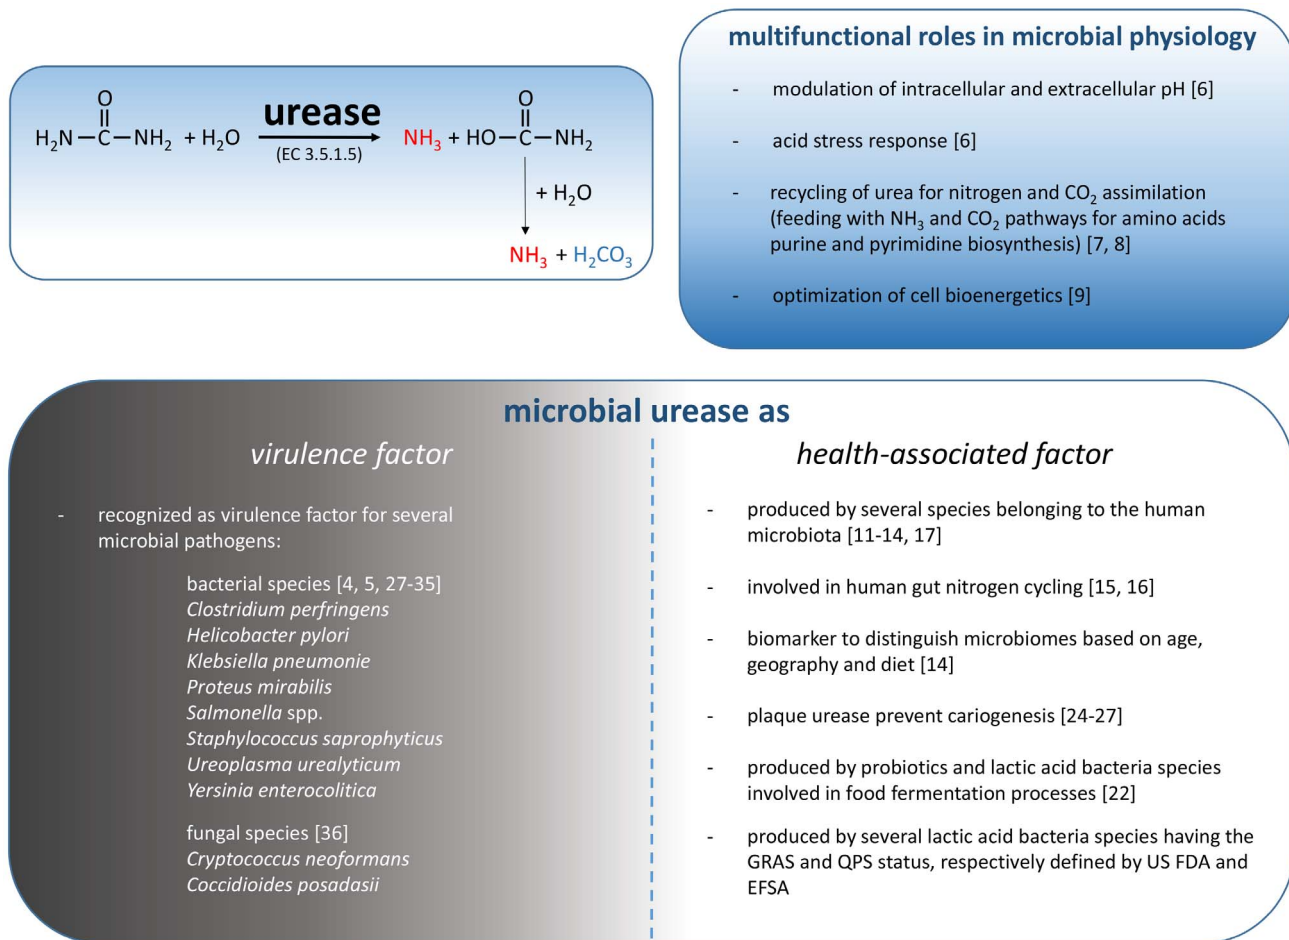 O
H₂N–C–NH₂ + H₂O
urease
(EC 3.5.1.5)
O
NH₃ + HO–C–NH₂
+ H₂O
NH₃ + H₂CO₃
multifunctional roles in microbial physiology
- modulation of intracellular and extracellular pH [6]
- acid stress response [6]
- recycling of urea for nitrogen and CO₂ assimilation
(feeding with NH₃ and CO₂ pathways for amino acids
purine and pyrimidine biosynthesis) [7, 8]
- optimization of cell bioenergetics [9]
microbial urease as
virulence factor
- recognized as virulence factor for several
microbial pathogens:
bacterial species [4, 5, 27-35]
Clostridium perfringens
Helicobacter pylori
Klebsiella pneumonie
Proteus mirabilis
Salmonella spp.
Staphylococcus saprophyticus
Ureoplasma urealyticum
Yersinia enterocolitica
fungal species [36]
Cryptococcus neoformans
Coccidioides posadasii
health-associated factor
- produced by several species belonging to the human
microbiota [11-14, 17]
- involved in human gut nitrogen cycling [15, 16]
- biomarker to distinguish microbiomes based on age,
geography and diet [14]
- plaque urease prevent cariogenesis [24-27]
- produced by probiotics and lactic acid bacteria species
involved in food fermentation processes [22]
- produced by several lactic acid bacteria species having the
GRAS and QPS status, respectively defined by US FDA and
EFSA